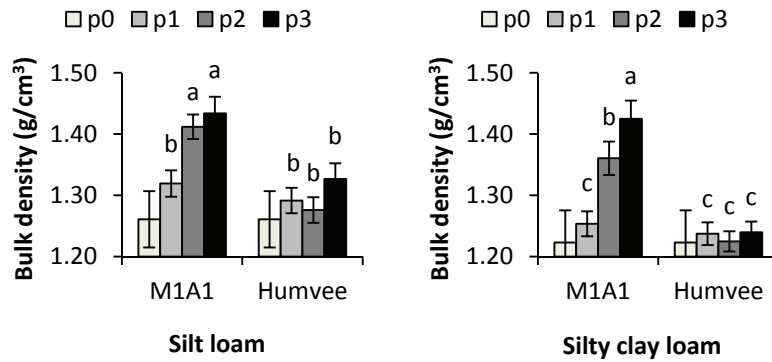 p0 p1 p2 p3
Bulk density (g/cm³)
1.50
1.40
1.30
1.20
b a a b b b
M1A1 Humvee
Silt loam
p0 p1 p2 p3
Bulk density (g/cm³)
1.50
1.40
1.30
1.20
c b a c c c
M1A1 Humvee
Silty clay loam